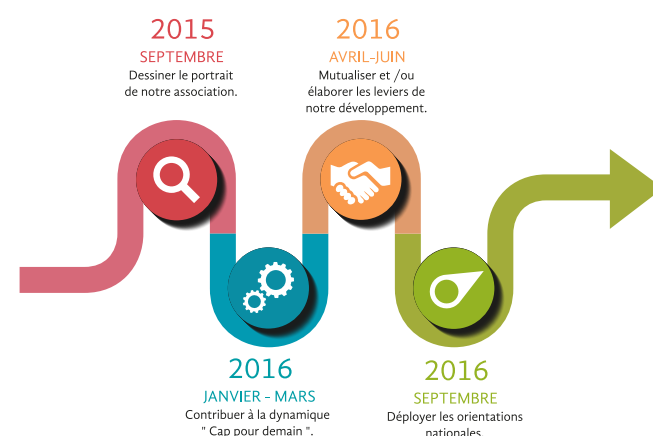 2015
SEPTEMBRE
Dessiner le portrait
de notre association.
2016
AVRIL-JUIN
Mutualiser et /ou
élaborer les leviers de
notre développement.
2016
JANVIER - MARS
Contribuer à la dynamique
" Cap pour demain ".
2016
SEPTEMBRE
Déployer les orientations
nationales.